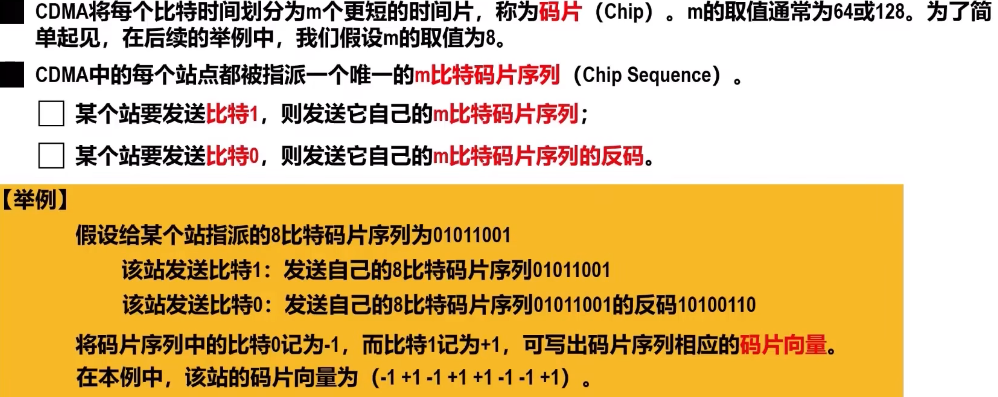 CDMA将每个比特时间划分为m个更短的时间片，称为码片（Chip）。m的取值通常为64或128。为了简
单起见，在后续的举例中，我们假设m的取值为8。
CDMA中的每个站点都被指派一个唯一的m比特码片序列（Chip Sequence）。
某个站要发送比特1，则发送它自己的m比特码片序列；
某个站要发送比特0，则发送它自己的m比特码片序列的反码。
【举例】
假设给某个站指派的8比特码片序列为01011001
该站发送比特1：发送自己的8比特码片序列01011001
该站发送比特0：发送自己的8比特码片序列01011001的反码10100110
将码片序列中的比特0记为-1，而比特1记为+1，可写出码片序列相应的码片向量。
在本例中，该站的码片向量为（-1 +1 -1 +1 +1 -1 -1 +1）。